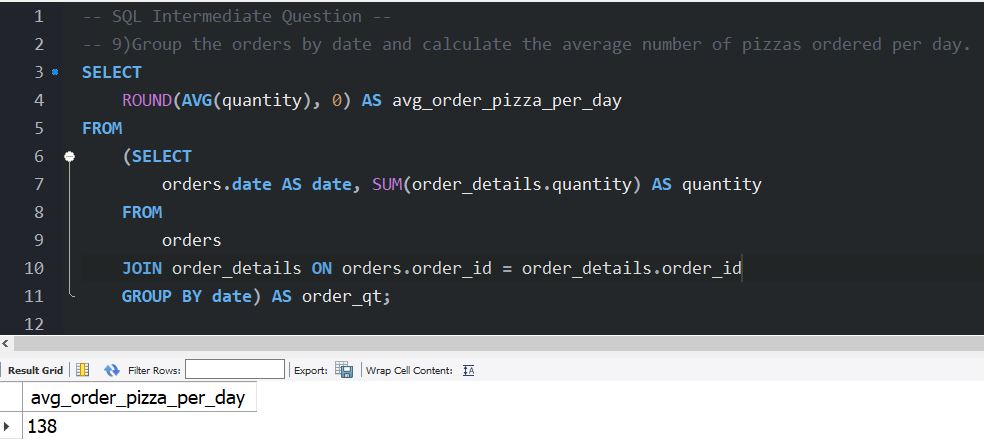 1 -- SQL Intermediate Question --
2 -- 9)Group the orders by date and calculate the average number of pizzas ordered per day.
3 SELECT
4 ROUND(AVG(quantity), 0) AS avg_order_pizza_per_day
5 FROM
6 (SELECT
7 orders.date AS date, SUM(order_details.quantity) AS quantity
8 FROM
9 orders
10 JOIN order_details ON orders.order_id = order_details.order_id
11 GROUP BY date) AS order_qt;
12
Result Grid Filter Rows: Export: Wrap Cell Content:
avg_order_pizza_per_day
138